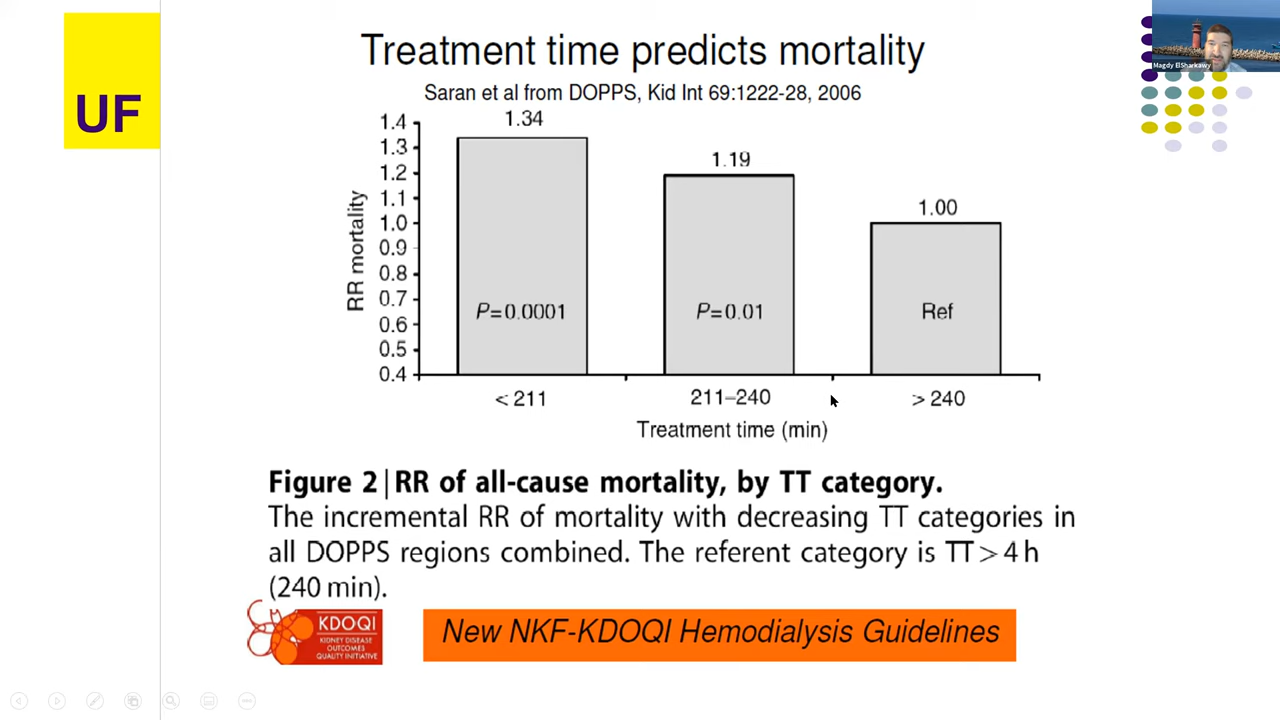 Treatment time predicts mortality
Magdy ElSharkawy
Saran et al from DOPPS, Kid Int 69:1222-28, 2006
UF
RR mortality
1.4
1.3
1.2
1.1
1.0
0.9
0.8
0.7
0.6
0.5
0.4
1.34
1.19
1.00
P=0.0001
P=0.01
Ref
< 211
211–240
> 240
Treatment time (min)
Figure 2 | RR of all-cause mortality, by TT category.
The incremental RR of mortality with decreasing TT categories in
all DOPPS regions combined. The referent category is TT > 4 h
(240 min).
KDOQI
KIDNEY DISEASE
OUTCOMES
QUALITY INITIATIVE
New NKF-KDOQI Hemodialysis Guidelines